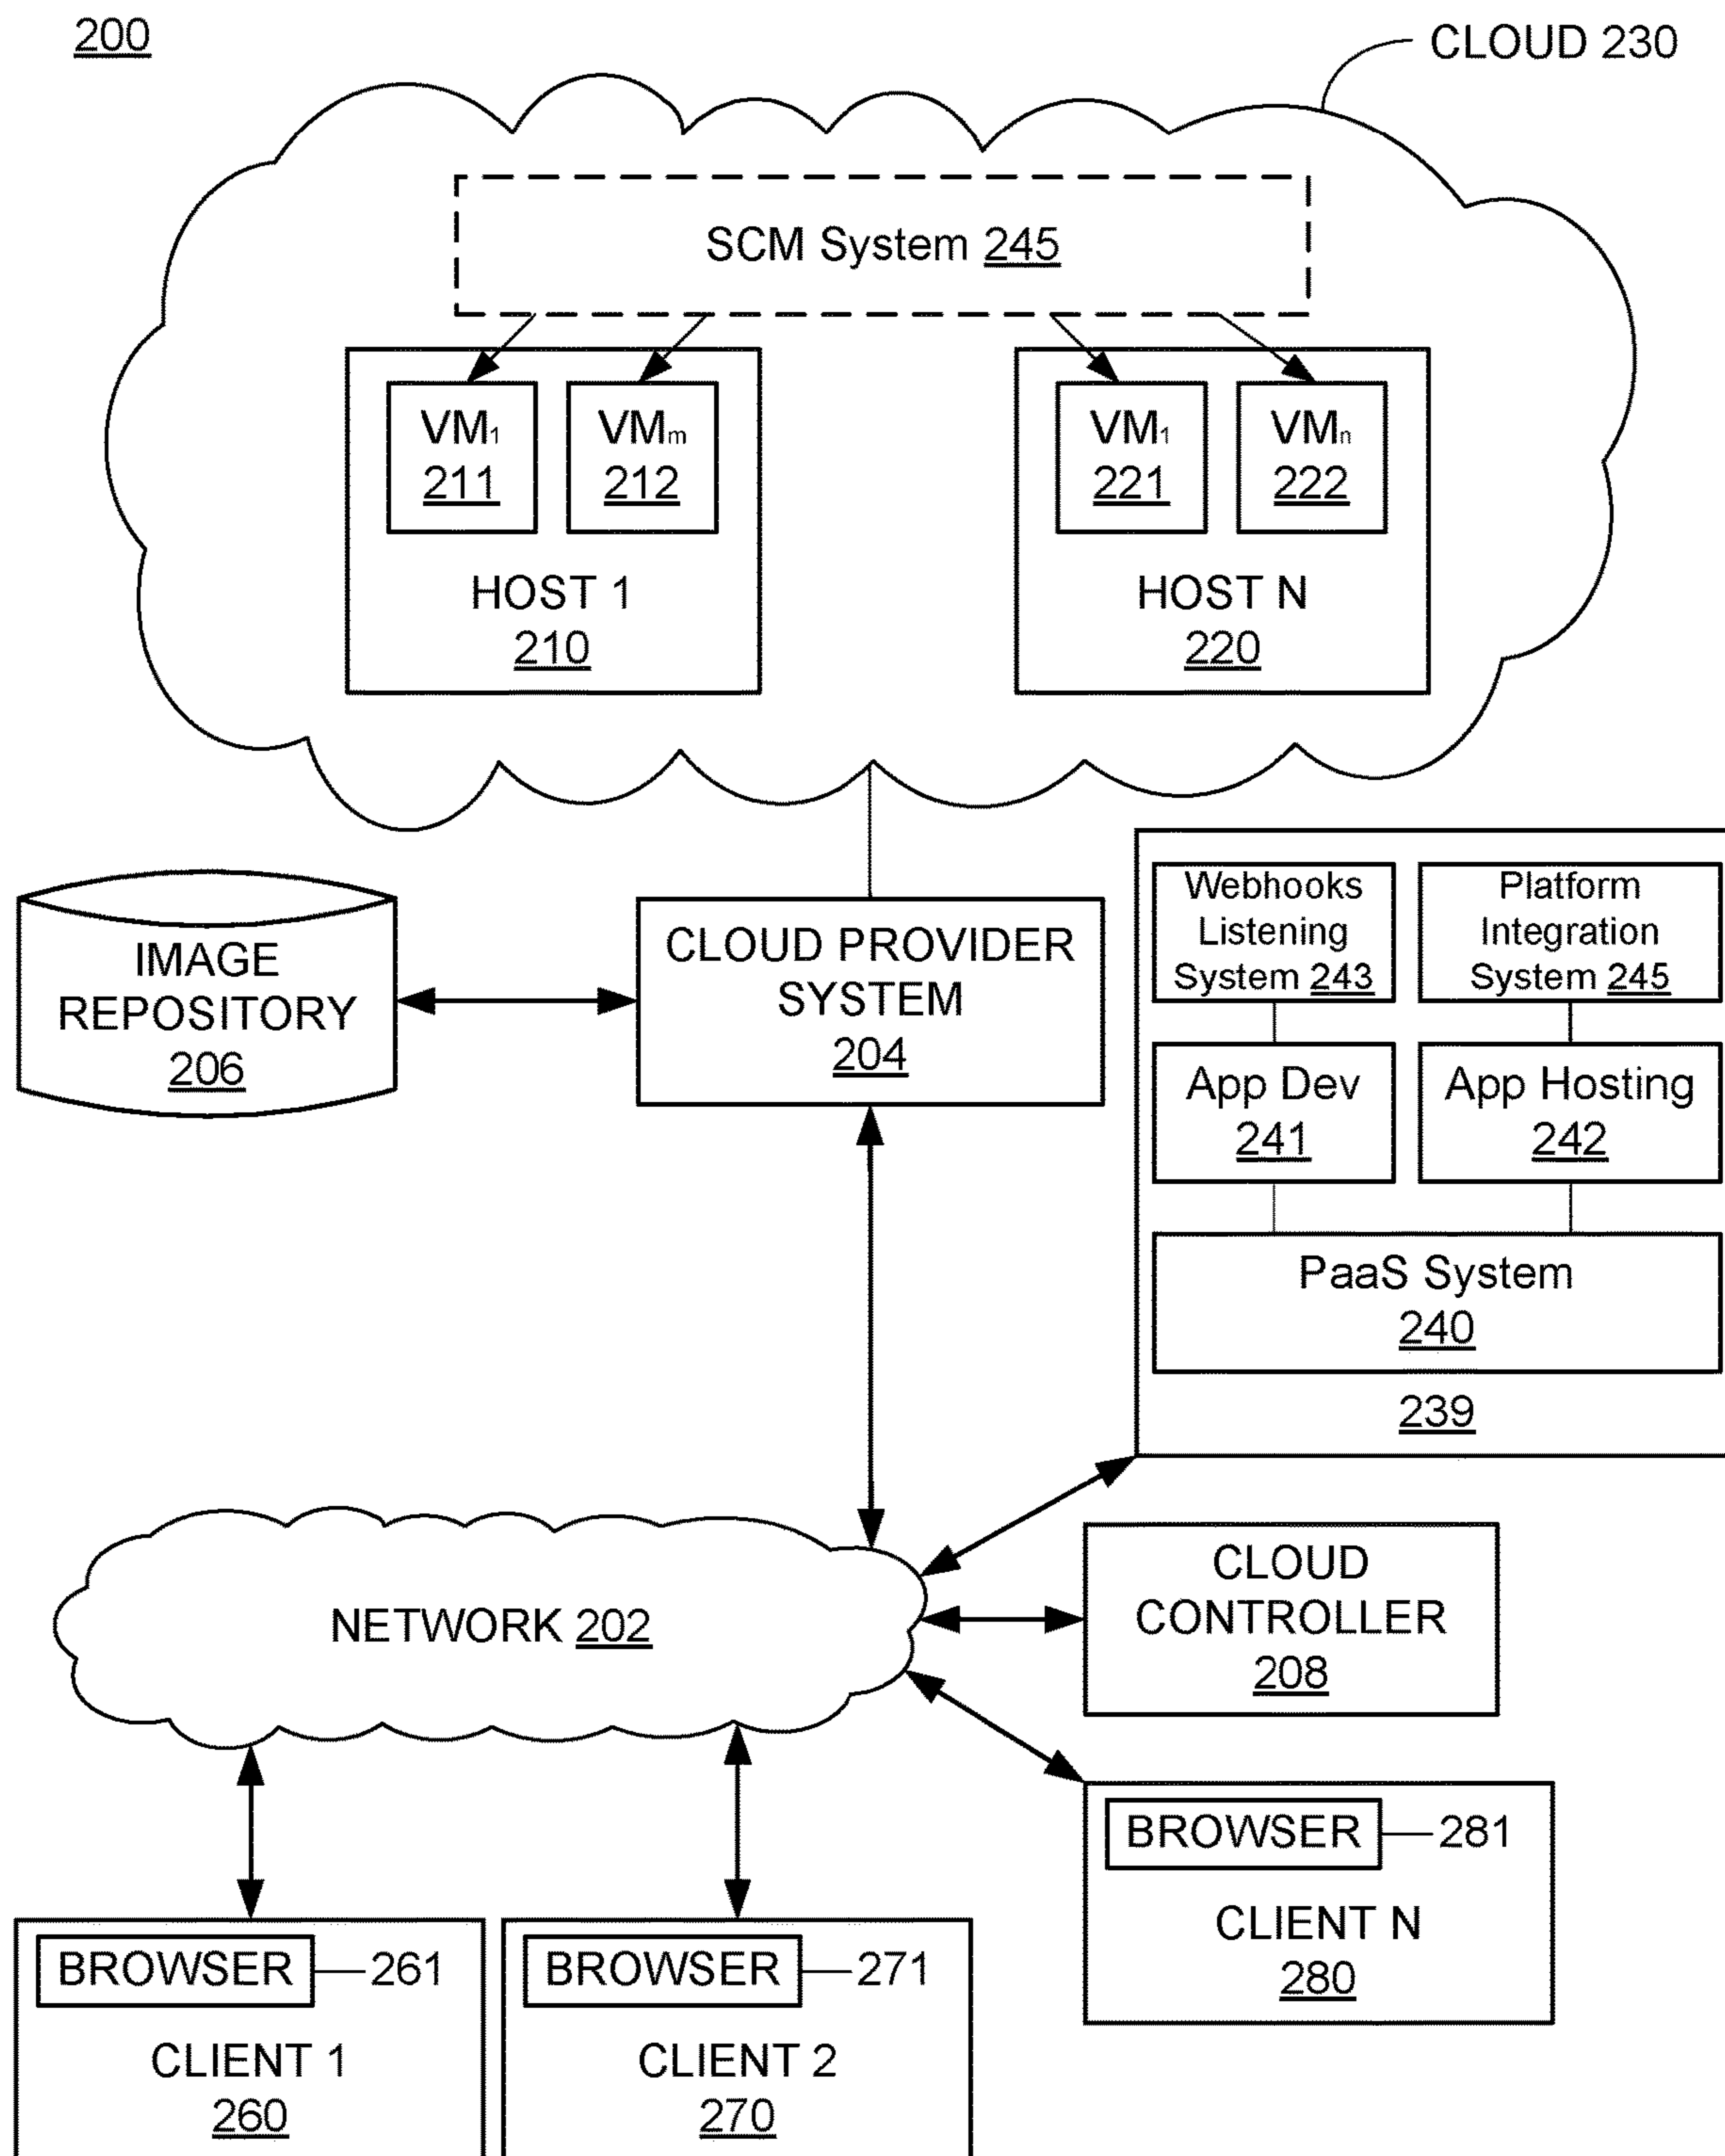 200
CLOUD 230
SCM System 245
VM1
211
VMm
212
HOST 1
210
VM1
221
VMn
222
HOST N
220
IMAGE
REPOSITORY
206
CLOUD PROVIDER
SYSTEM
204
Webhooks
Listening
System 243
Platform
Integration
System 245
App Dev
241
App Hosting
242
PaaS System
240
239
NETWORK 202
CLOUD
CONTROLLER
208
BROWSER 281
CLIENT N
280
BROWSER 261
CLIENT 1
260
BROWSER 271
CLIENT 2
270